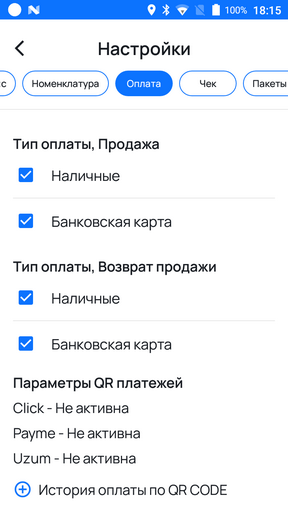 100% 18:15
Настройки
с Номенклатура Оплата Чек Пакеты
Тип оплаты, Продажа
Наличные
Банковская карта
Тип оплаты, Возврат продажи
Наличные
Банковская карта
Параметры QR платежей
Click - Не активна
Payme - Не активна
Uzum - Не активна
История оплаты по QR CODE